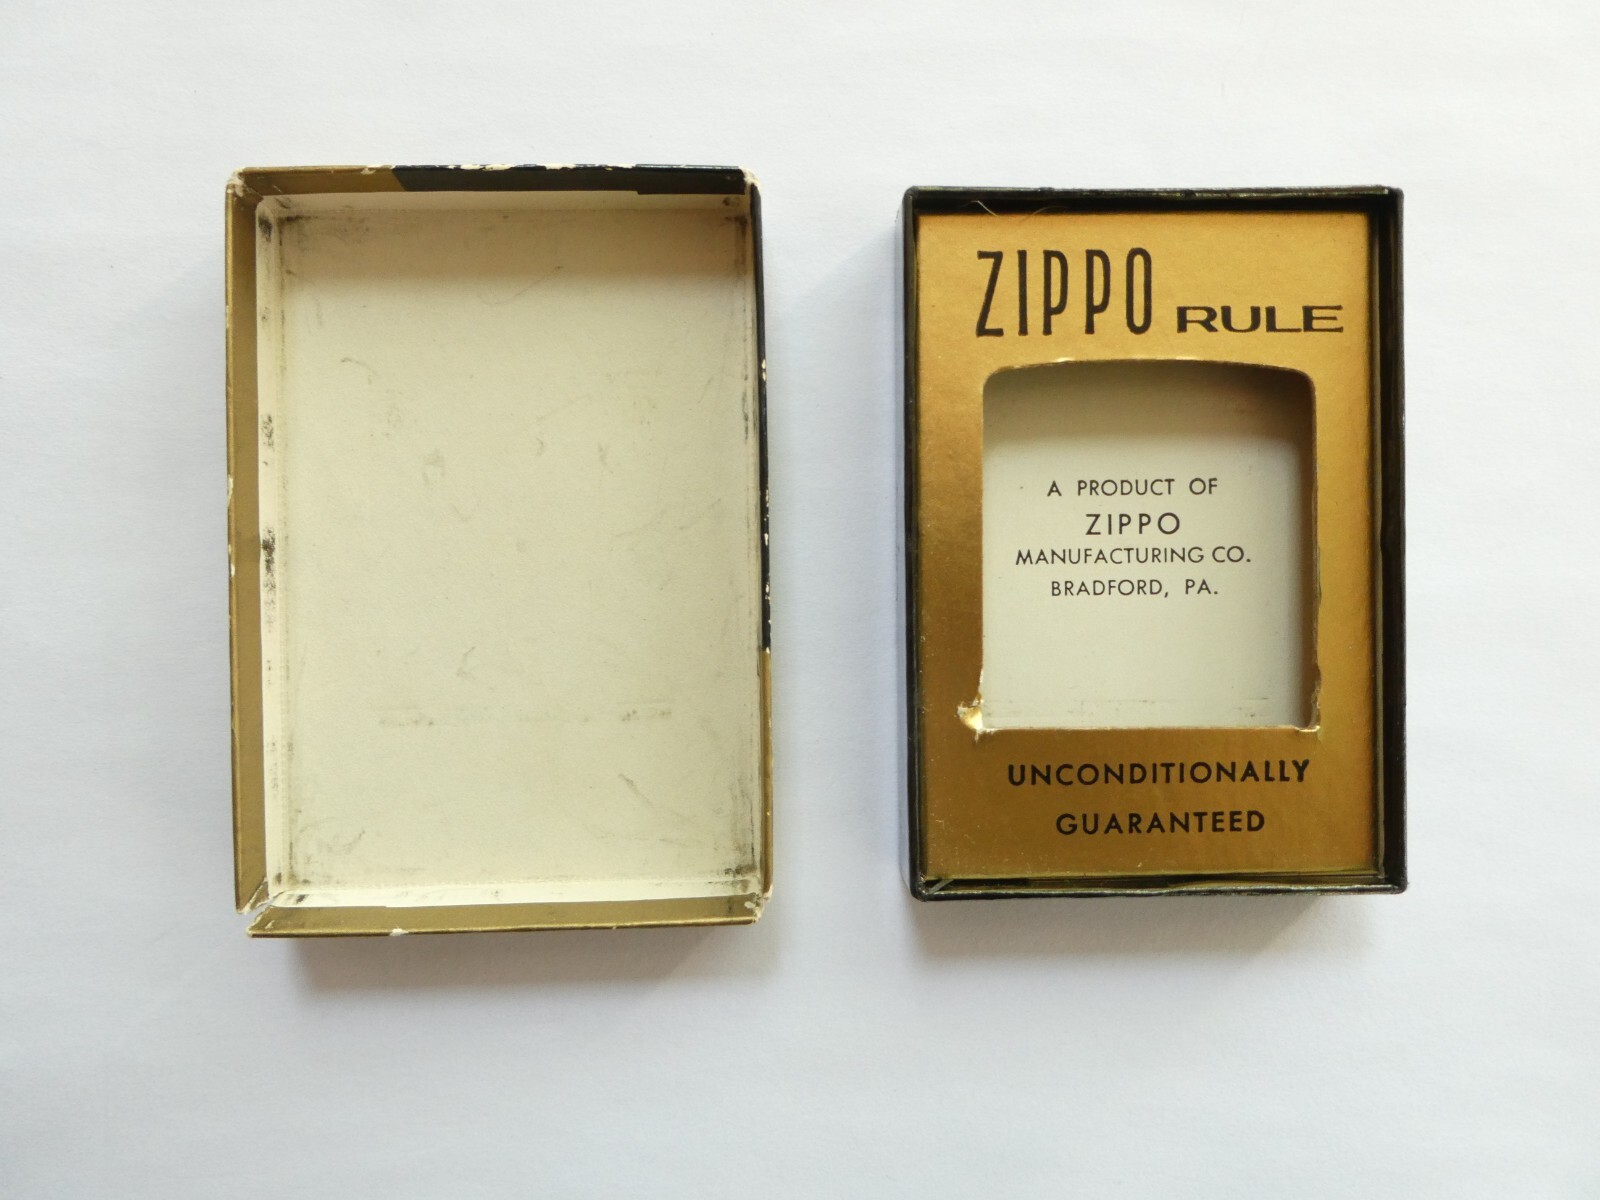 ZIPPO RULE
A PRODUCT OF
ZIPPO
MANUFACTURING CO.
BRADFORD, PA.
UNCONDITIONALLY
GUARANTEED